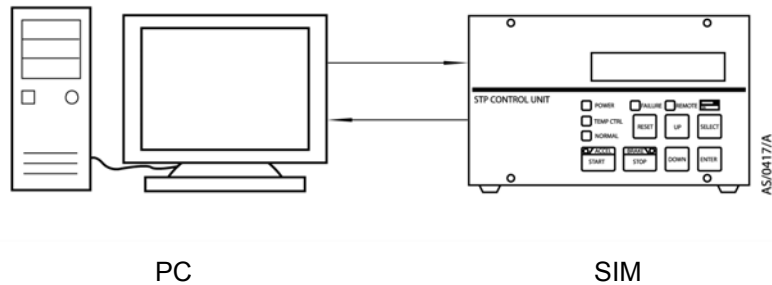 STP CONTROL UNIT
POWER FAILURE REMOTE
TEMP CTRL
NORMAL
RESET UP SELECT
ACCEL BRAKE
START STOP DOWN ENTER
AS/0417/A
PC SIM